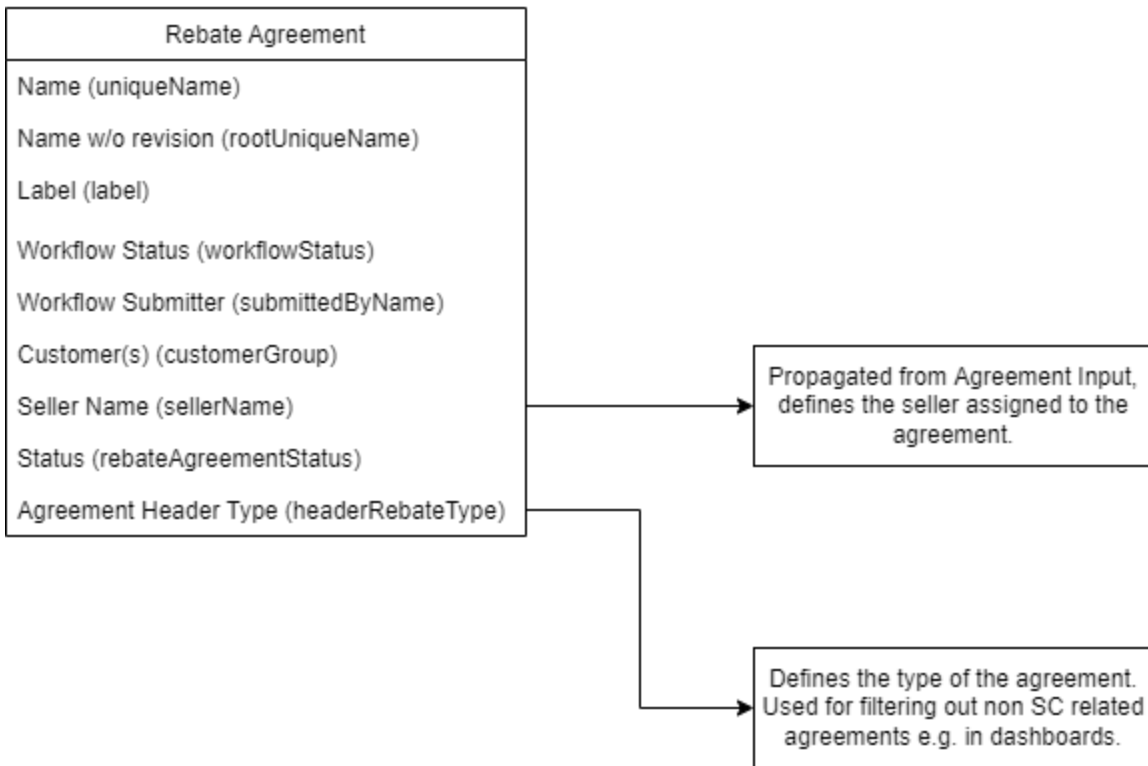 Rebate Agreement
Name (uniqueName)
Name w/o revision (rootUniqueName)
Label (label)
Workflow Status (workflowStatus)
Workflow Submitter (submittedByName)
Customer(s) (customerGroup)
Seller Name (sellerName)
Status (rebateAgreementStatus)
Agreement Header Type (headerRebateType)
Propagated from Agreement Input,
defines the seller assigned to the
agreement.
Defines the type of the agreement.
Used for filtering out non SC related
agreements e.g. in dashboards.